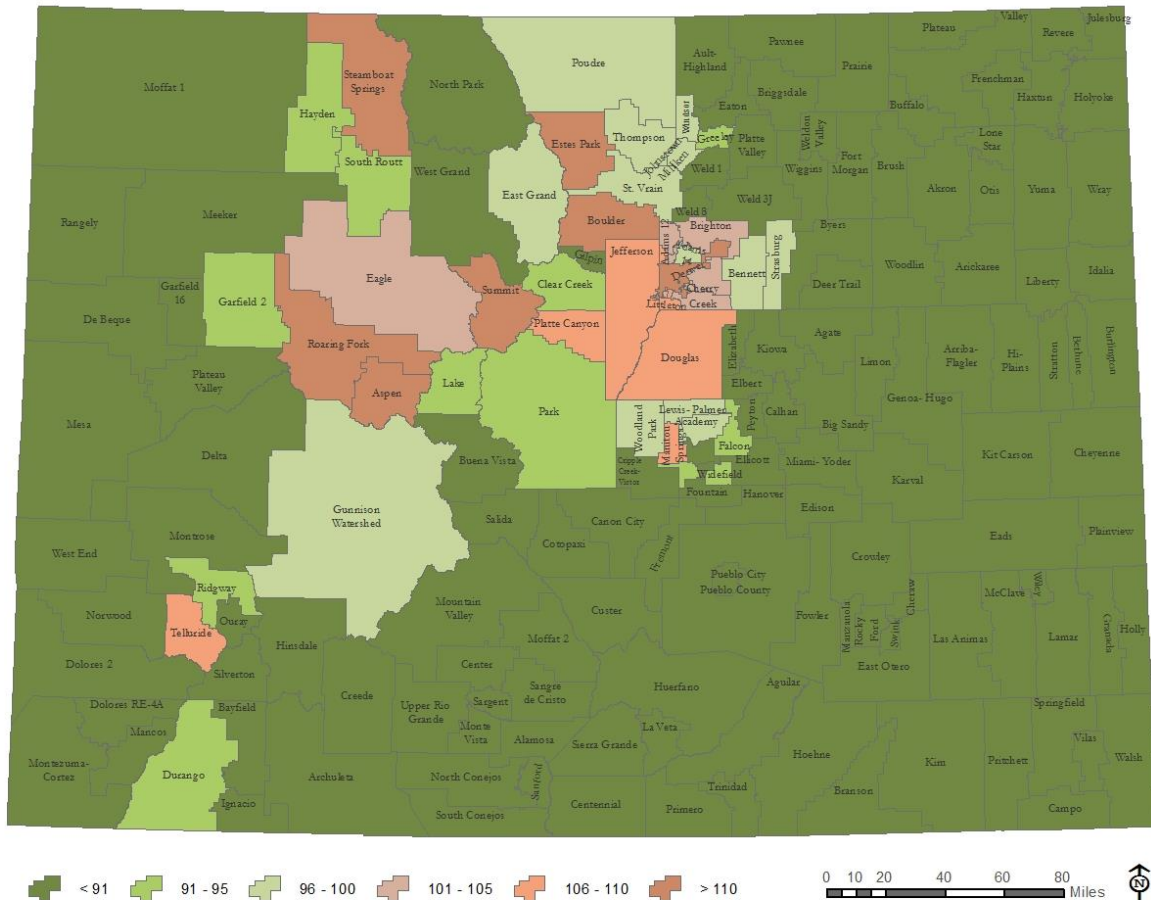 Julesburg
Valley
Plateau
Revere
Pawnee
Prairie
Ault-
Highland
Poudre
Steamboat
Springs
North Park
Moffat 1
Frenchman
Haxtun
Holyoke
Briggsdale
Buffalo
Eaton
Hayden
Windsor
Thompson
Greeley
Platte
Valley
Weldon
Valley
Lone
Star
Estes Park
Johnstown
Milliken
South Routt
West Grand
Weld 1
Wiggins
Fort
Morgan
Brush
Akron
Otis
Yuma
Wray
St. Vrain
East Grand
Weld 3J
Meeker
Rangely
Boulder
Weld 8
Adams 12
Brighton
Byers
Jefferson
Gilpin
Denver
Bennett
Strasburg
Woodlin
Arickaree
Liberty
Idalia
Eagle
Clear Creek
Summit
Garfield
16
Garfield 2
Cherry
Creek
Littleton
Deer Trail
De Beque
Platte Canyon
Roaring Fork
Douglas
Elizabeth
Kiowa
Agate
Limon
Arriba-
Flagler
Hi-
Plains
Stratton
Bethune
Burlington
Plateau
Valley
Aspen
Lake
Elbert
Genoa- Hugo
Park
Woodland
Park
Lewis- Palmer
Academy
Manitou
Springs
Peyton
Calhan
Big Sandy
Mesa
Delta
Buena Vista
Falcon
Ellicott
Miami- Yoder
Kit Carson
Cheyenne
Cripple
Creek-
Victor
Widefield
Fountain
Hanover
Karval
Edison
Gunnison
Watershed
Salida
Canon City
Montrose
Cotopaxi
Fremont
Crowley
Eads
Plainview
West End
Ridgway
Pueblo City
Pueblo County
Cheraw
McClave
Wiley
Norwood
Ouray
Mountain
Valley
Custer
Fowler
Manzanola
Rocky
Ford
Swink
Las Animas
Lamar
Granada
Holly
Telluride
Hinsdale
Moffat 2
Dolores 2
Silverton
Center
East Otero
Creede
Sangre
de Cristo
Huerfano
Aguilar
Dolores RE-4A
Bayfield
Upper Rio
Grande
Sargent
Springfield
Mancos
Monte
Vista
Alamosa
La Veta
Sierra Grande
Hoehne
Vilas
Montezuma-
Cortez
Durango
Archuleta
North Conejos
Sanford
Trinidad
Kim
Pritchett
Walsh
Ignacio
Branson
South Conejos
Centennial
Primero
Campo
< 91
91 - 95
96 - 100
101 - 105
106 - 110
> 110
0 10 20 40 60 80
Miles
N